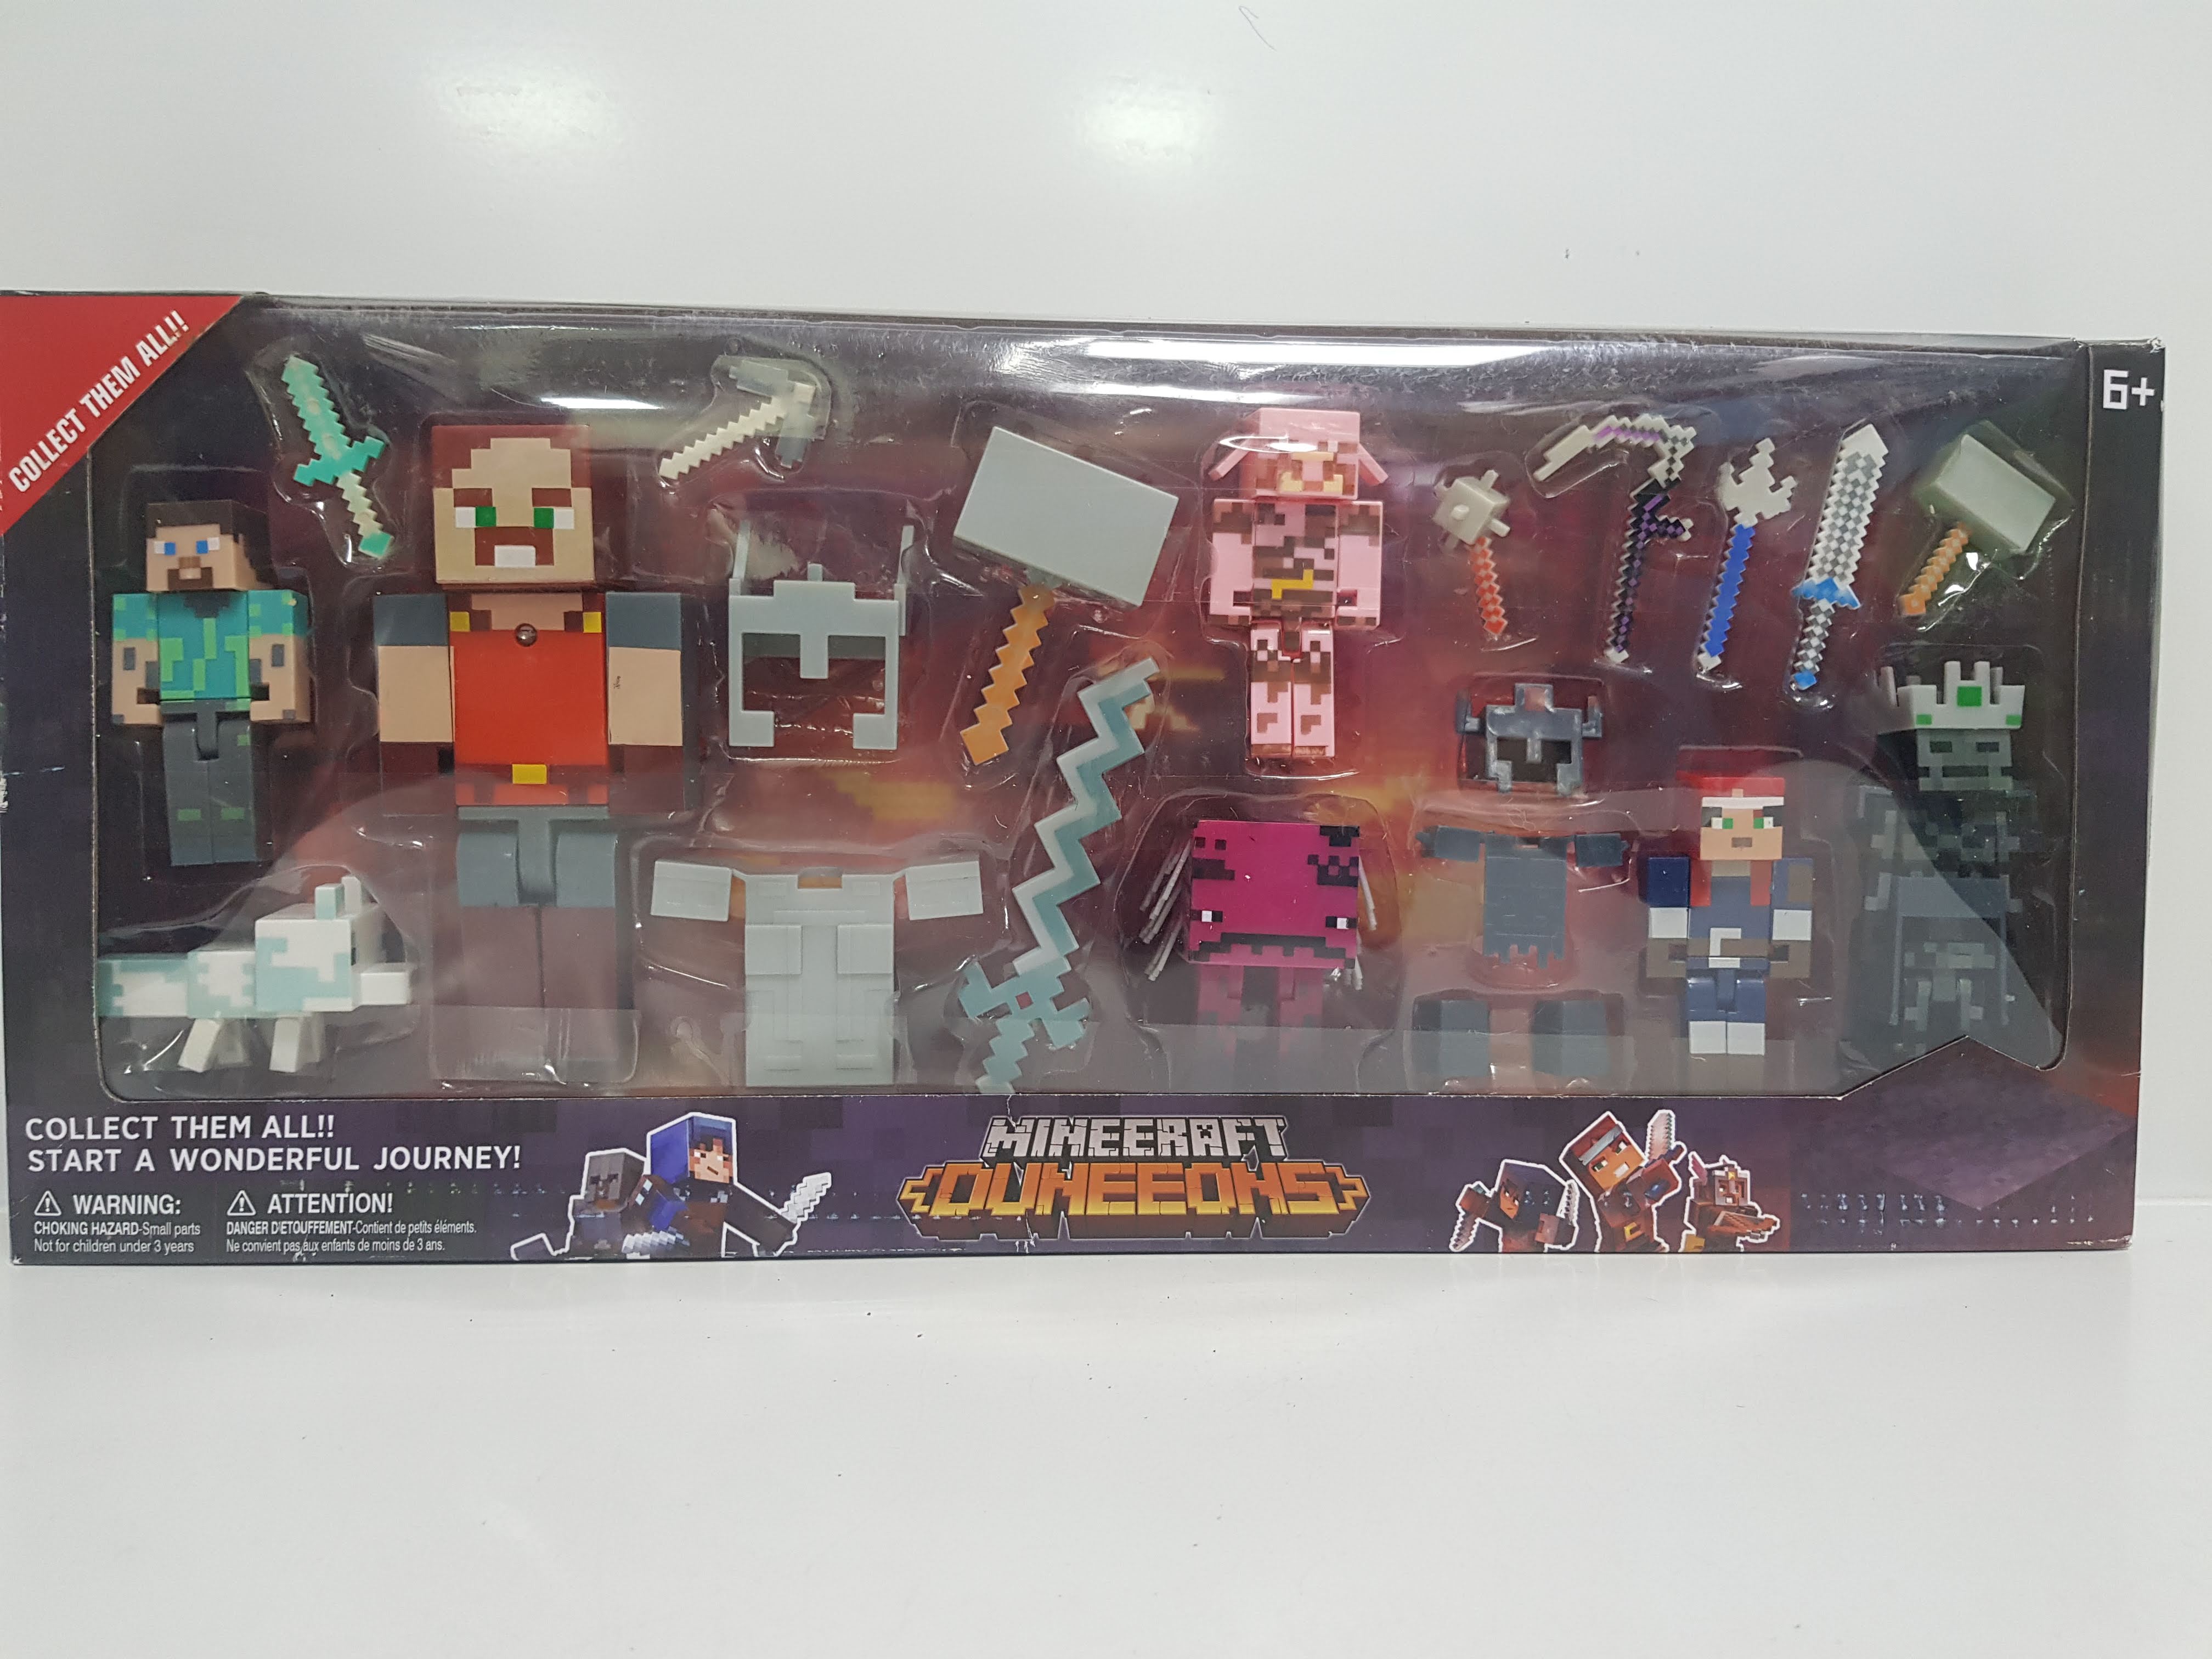 COLLECT THEM ALL!!
6+
COLLECT THEM ALL!!
START A WONDERFUL JOURNEY!
WARNING:
CHOKING HAZARD-Small parts
Not for children under 3 years
ATTENTION!
DANGER D'ETOUFFEMENT-Contient de petits éléments.
Ne convient pas aux enfants de moins de 3 ans.
MINEERAFT
DUNEEONS